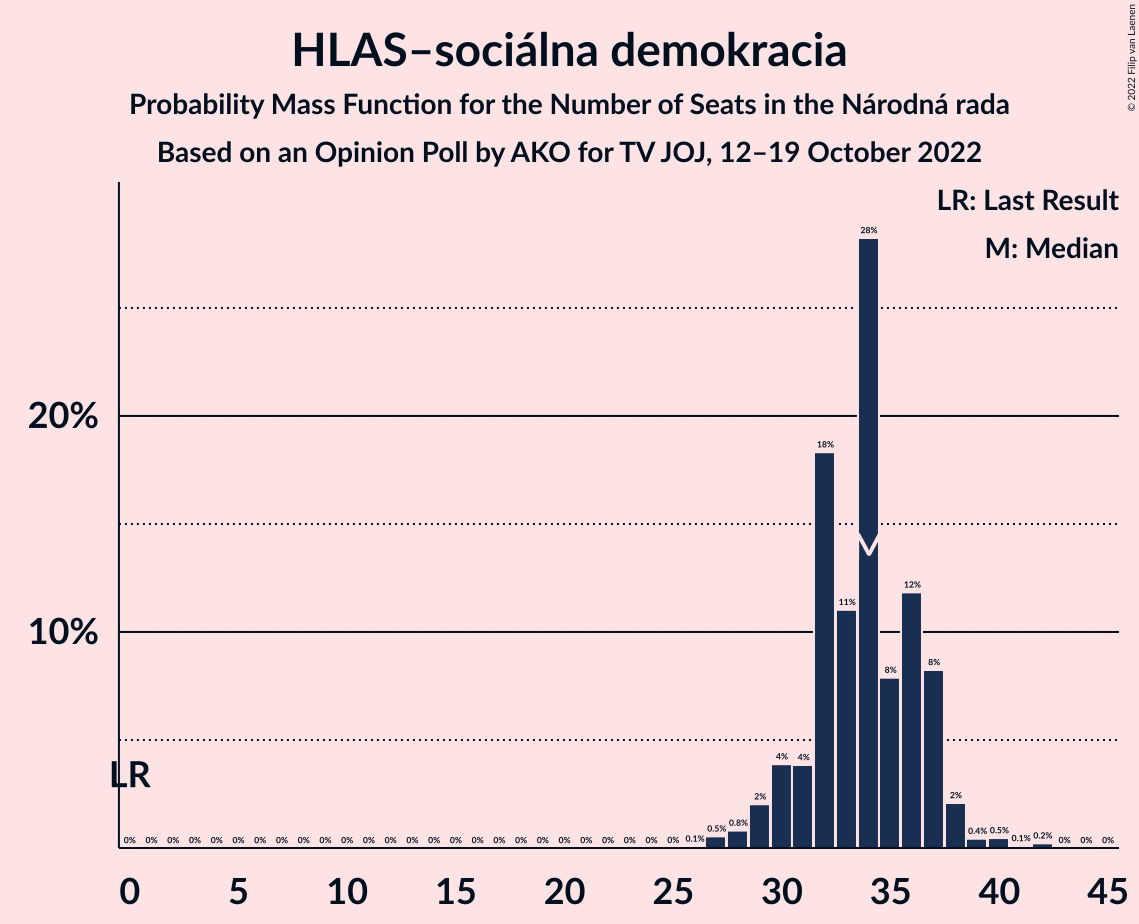 HLAS–sociálna demokracia
Probability Mass Function for the Number of Seats in the Národná rada
Based on an Opinion Poll by AKO for TV JOJ, 12–19 October 2022
© 2022 Filip van Laenen
LR: Last Result
M: Median
20%
10%
LR
0% 0% 0% 0% 0% 0% 0% 0% 0% 0% 0% 0% 0% 0% 0% 0% 0% 0% 0% 0% 0% 0% 0% 0% 0% 0% 0.1% 0.5% 0.8% 2% 4% 4% 18% 11% 28% 8% 12% 8% 2% 0.4% 0.5% 0.1% 0.2% 0% 0% 0%
0 5 10 15 20 25 30 35 40 45